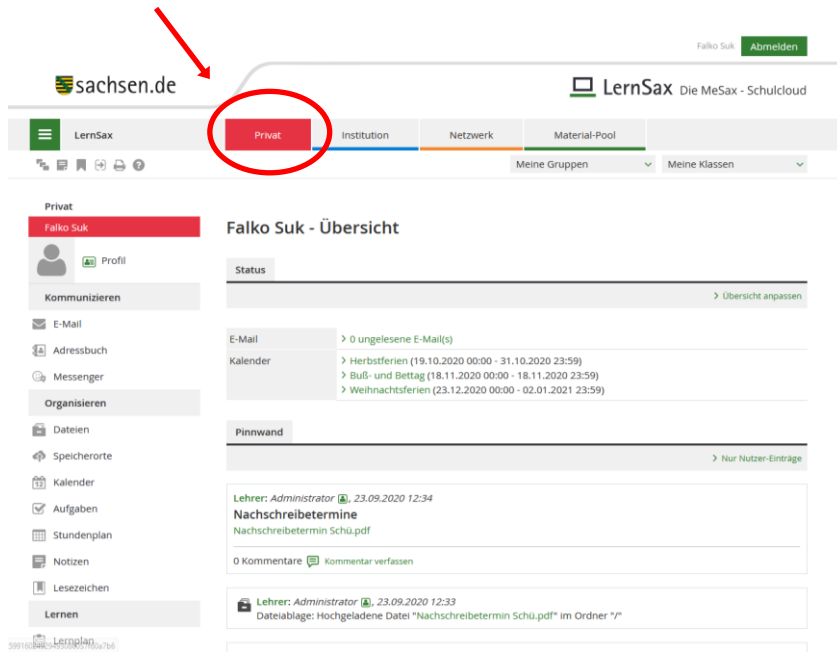 Falko Suk Abmelden
sachsen.de
LernSax Die MeSax - Schulcloud
LernSax Privat Institution Netzwerk Material-Pool
Meine Gruppen Meine Klassen
Privat
Falko Suk
Profil
Kommunizieren
E-Mail
Adressbuch
Messenger
Organisieren
Dateien
Speicherorte
Kalender
Aufgaben
Stundenplan
Notizen
Lesezeichen
Lernen
Lernplan
Falko Suk - Übersicht
Status
Übersicht anpassen
E-Mail 0 ungelesene E-Mail(s)
Kalender Herbstferien (19.10.2020 00:00 - 31.10.2020 23:59)
Buß- und Bettag (18.11.2020 00:00 - 18.11.2020 23:59)
Weihnachtsferien (23.12.2020 00:00 - 02.01.2021 23:59)
Pinnwand
Nur Nutzer-Einträge
Lehrer: Administrator, 23.09.2020 12:34
Nachschreibetermine
Nachschreibetermin Schü.pdf
0 Kommentare Kommentar verfassen
Lehrer: Administrator, 23.09.2020 12:33
Dateiablage: Hochgeladene Datei "Nachschreibetermin Schü.pdf" im Ordner "/"